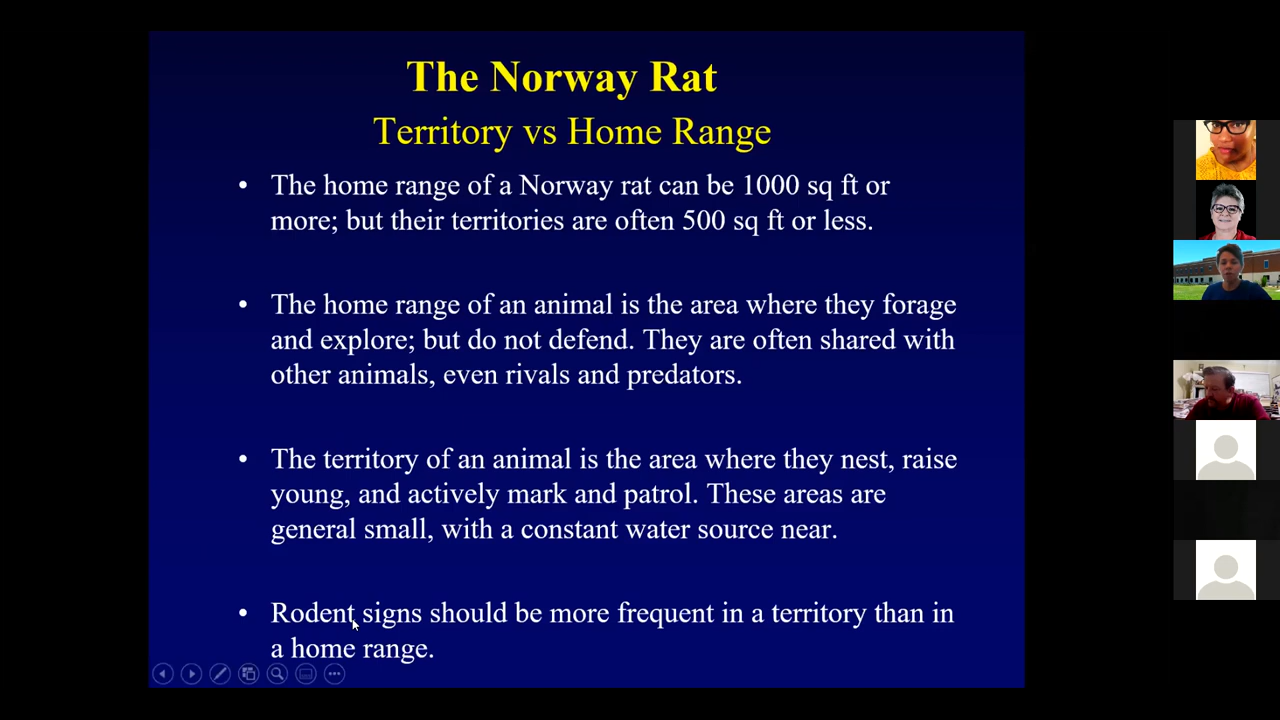 The Norway Rat
Territory vs Home Range
• The home range of a Norway rat can be 1000 sq ft or
more; but their territories are often 500 sq ft or less.
• The home range of an animal is the area where they forage
and explore; but do not defend. They are often shared with
other animals, even rivals and predators.
• The territory of an animal is the area where they nest, raise
young, and actively mark and patrol. These areas are
general small, with a constant water source near.
• Rodent signs should be more frequent in a territory than in
a home range.